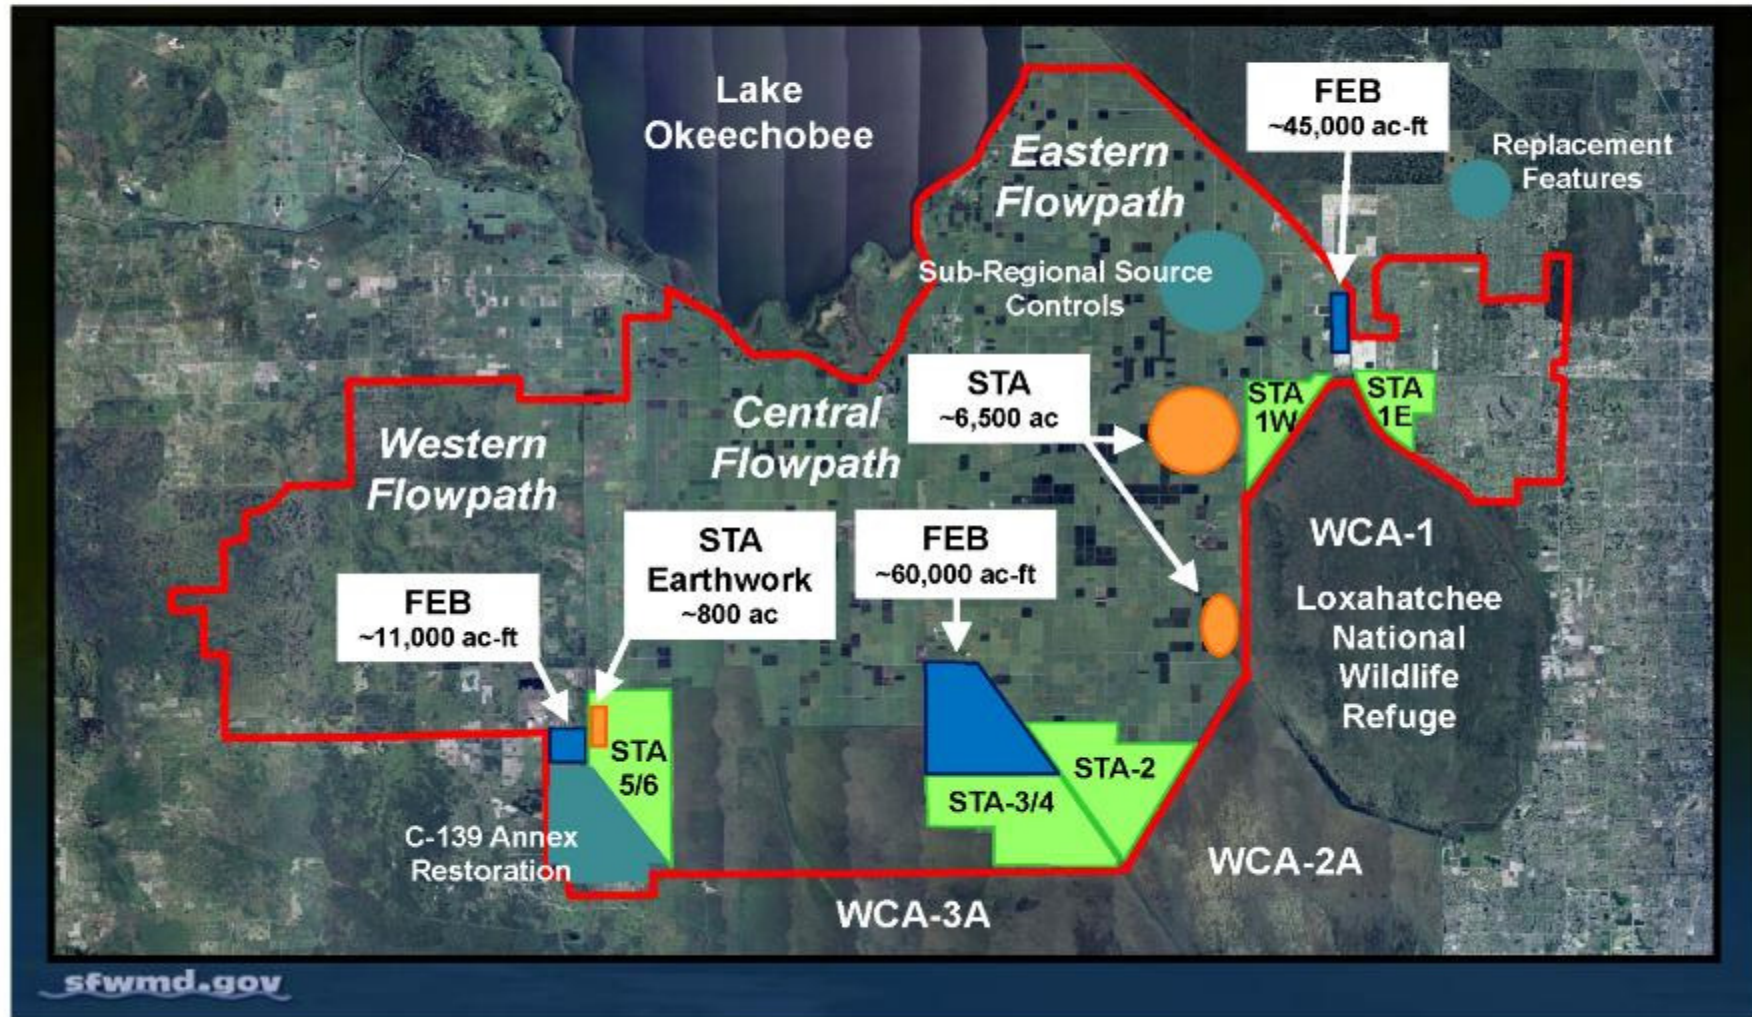 Lake
Okeechobee
FEB
~45,000 ac-ft
Replacement
Features
Eastern
Flowpath
Sub-Regional Source
Controls
STA
~6,500 ac
STA
1W
STA
1E
Central
Flowpath
Western
Flowpath
STA
Earthwork
~800 ac
FEB
~60,000 ac-ft
FEB
~11,000 ac-ft
WCA-1
Loxahatchee
National
Wildlife
Refuge
STA
5/6
STA-2
STA-3/4
C-139 Annex
Restoration
WCA-2A
WCA-3A
sfwmd.gov